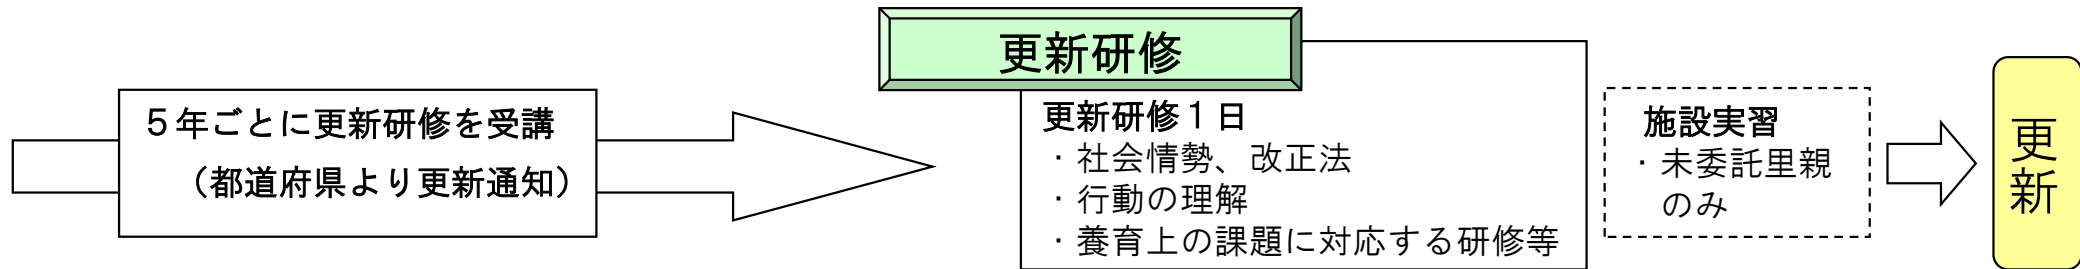 5年ごとに更新研修を受講
(都道府県より更新通知)
更新研修
更新研修1日
・社会情勢、改正法
・行動の理解
・養育上の課題に対応する研修等
施設実習
・未委託里親
のみ
更新